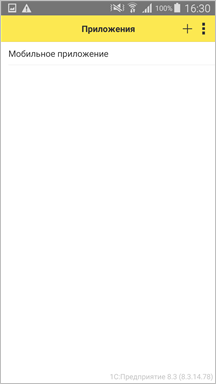 100% 16:30
Приложения
Мобильное приложение
1С:Предприятие 8.3 (8.3.14.78)